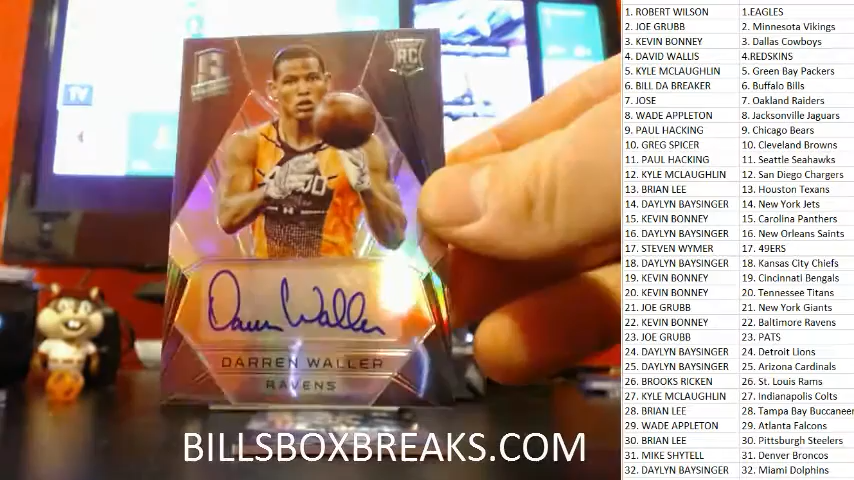 RC
TV
Darren Waller
DARREN WALLER
RAVENS
BILLSBOXBREAKS.COM
1. ROBERT WILSON 1.EAGLES
2. JOE GRUBB 2. Minnesota Vikings
3. KEVIN BONNEY 3. Dallas Cowboys
4. DAVID WALLIS 4.REDSKINS
5. KYLE MCLAUGHLIN 5. Green Bay Packers
6. BILL DA BREAKER 6. Buffalo Bills
7. JOSE 7. Oakland Raiders
8. WADE APPLETON 8. Jacksonville Jaguars
9. PAUL HACKING 9. Chicago Bears
10. GREG SPICER 10. Cleveland Browns
11. PAUL HACKING 11. Seattle Seahawks
12. KYLE MCLAUGHLIN 12. San Diego Chargers
13. BRIAN LEE 13. Houston Texans
14. DAYLYN BAYSINGER 14. New York Jets
15. KEVIN BONNEY 15. Carolina Panthers
16. DAYLYN BAYSINGER 16. New Orleans Saints
17. STEVEN WYMER 17. 49ERS
18. DAYLYN BAYSINGER 18. Kansas City Chiefs
19. KEVIN BONNEY 19. Cincinnati Bengals
20. KEVIN BONNEY 20. Tennessee Titans
21. JOE GRUBB 21. New York Giants
22. KEVIN BONNEY 22. Baltimore Ravens
23. JOE GRUBB 23. PATS
24. DAYLYN BAYSINGER 24. Detroit Lions
25. DAYLYN BAYSINGER 25. Arizona Cardinals
26. BROOKS RICKEN 26. St. Louis Rams
27. KYLE MCLAUGHLIN 27. Indianapolis Colts
28. BRIAN LEE 28. Tampa Bay Buccaneer
29. WADE APPLETON 29. Atlanta Falcons
30. BRIAN LEE 30. Pittsburgh Steelers
31. MIKE SHYTELL 31. Denver Broncos
32. DAYLYN BAYSINGER 32. Miami Dolphins